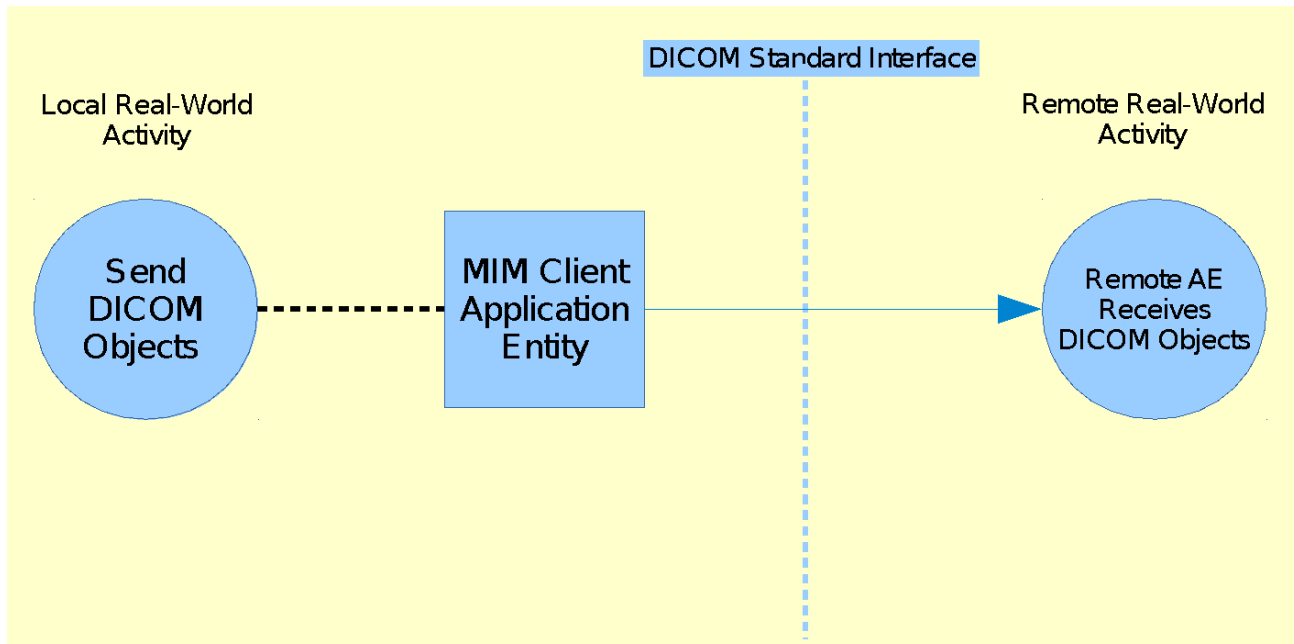 DICOM Standard Interface
Local Real-World
Activity
Remote Real-World
Activity
Send
DICOM
Objects
MIM Client
Application
Entity
Remote AE
Receives
DICOM Objects